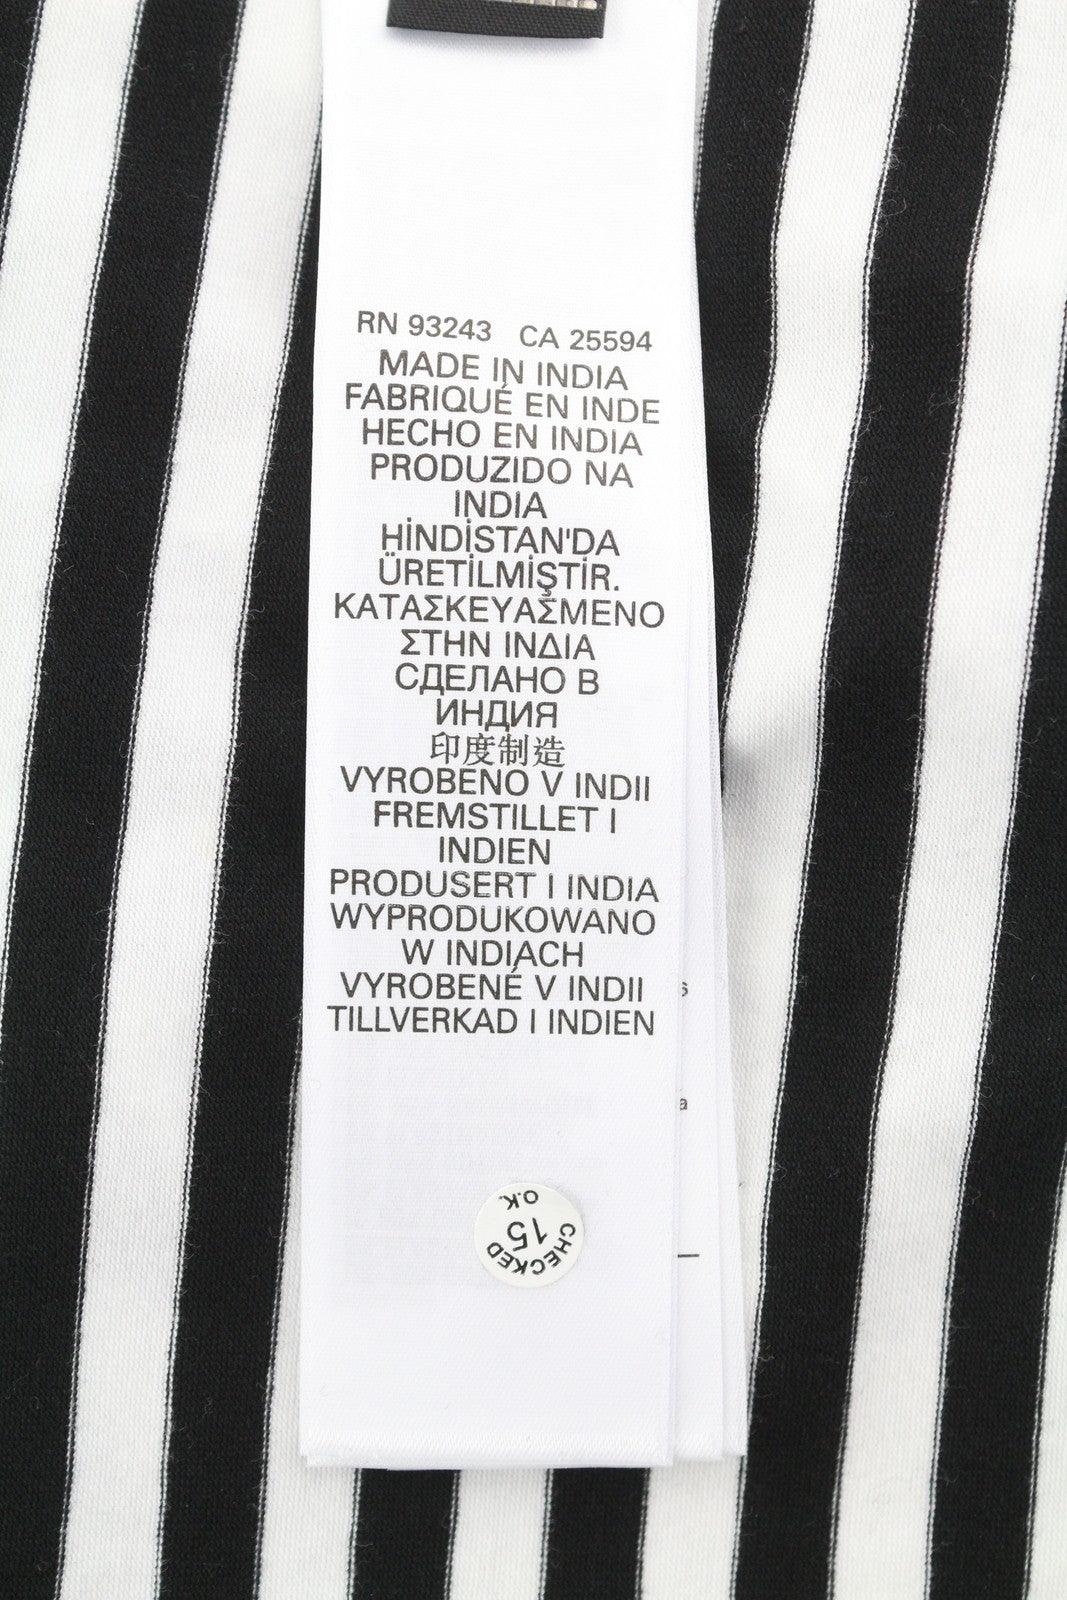 RN 93243 CA 25594
MADE IN INDIA
FABRIQUÉ EN INDE
HECHO EN INDIA
PRODUZIDO NA
INDIA
HİNDİSTAN'DA
ÜRETİLMİŞTİR.
ΚΑΤΑΣΚΕΥΑΣΜΕΝΟ
ΣΤΗΝ ΙΝΔΙΑ
СДЕЛАНО В
ИНДИЯ
印度制造
VYROBENO V INDII
FREMSTILLET I
INDIEN
PRODUSERT I INDIA
WYPRODUKOWANO
W INDIACH
VYROBENÉ V INDII
TILLVERKAD I INDIEN
s
a
CHECKED
15
O.K.